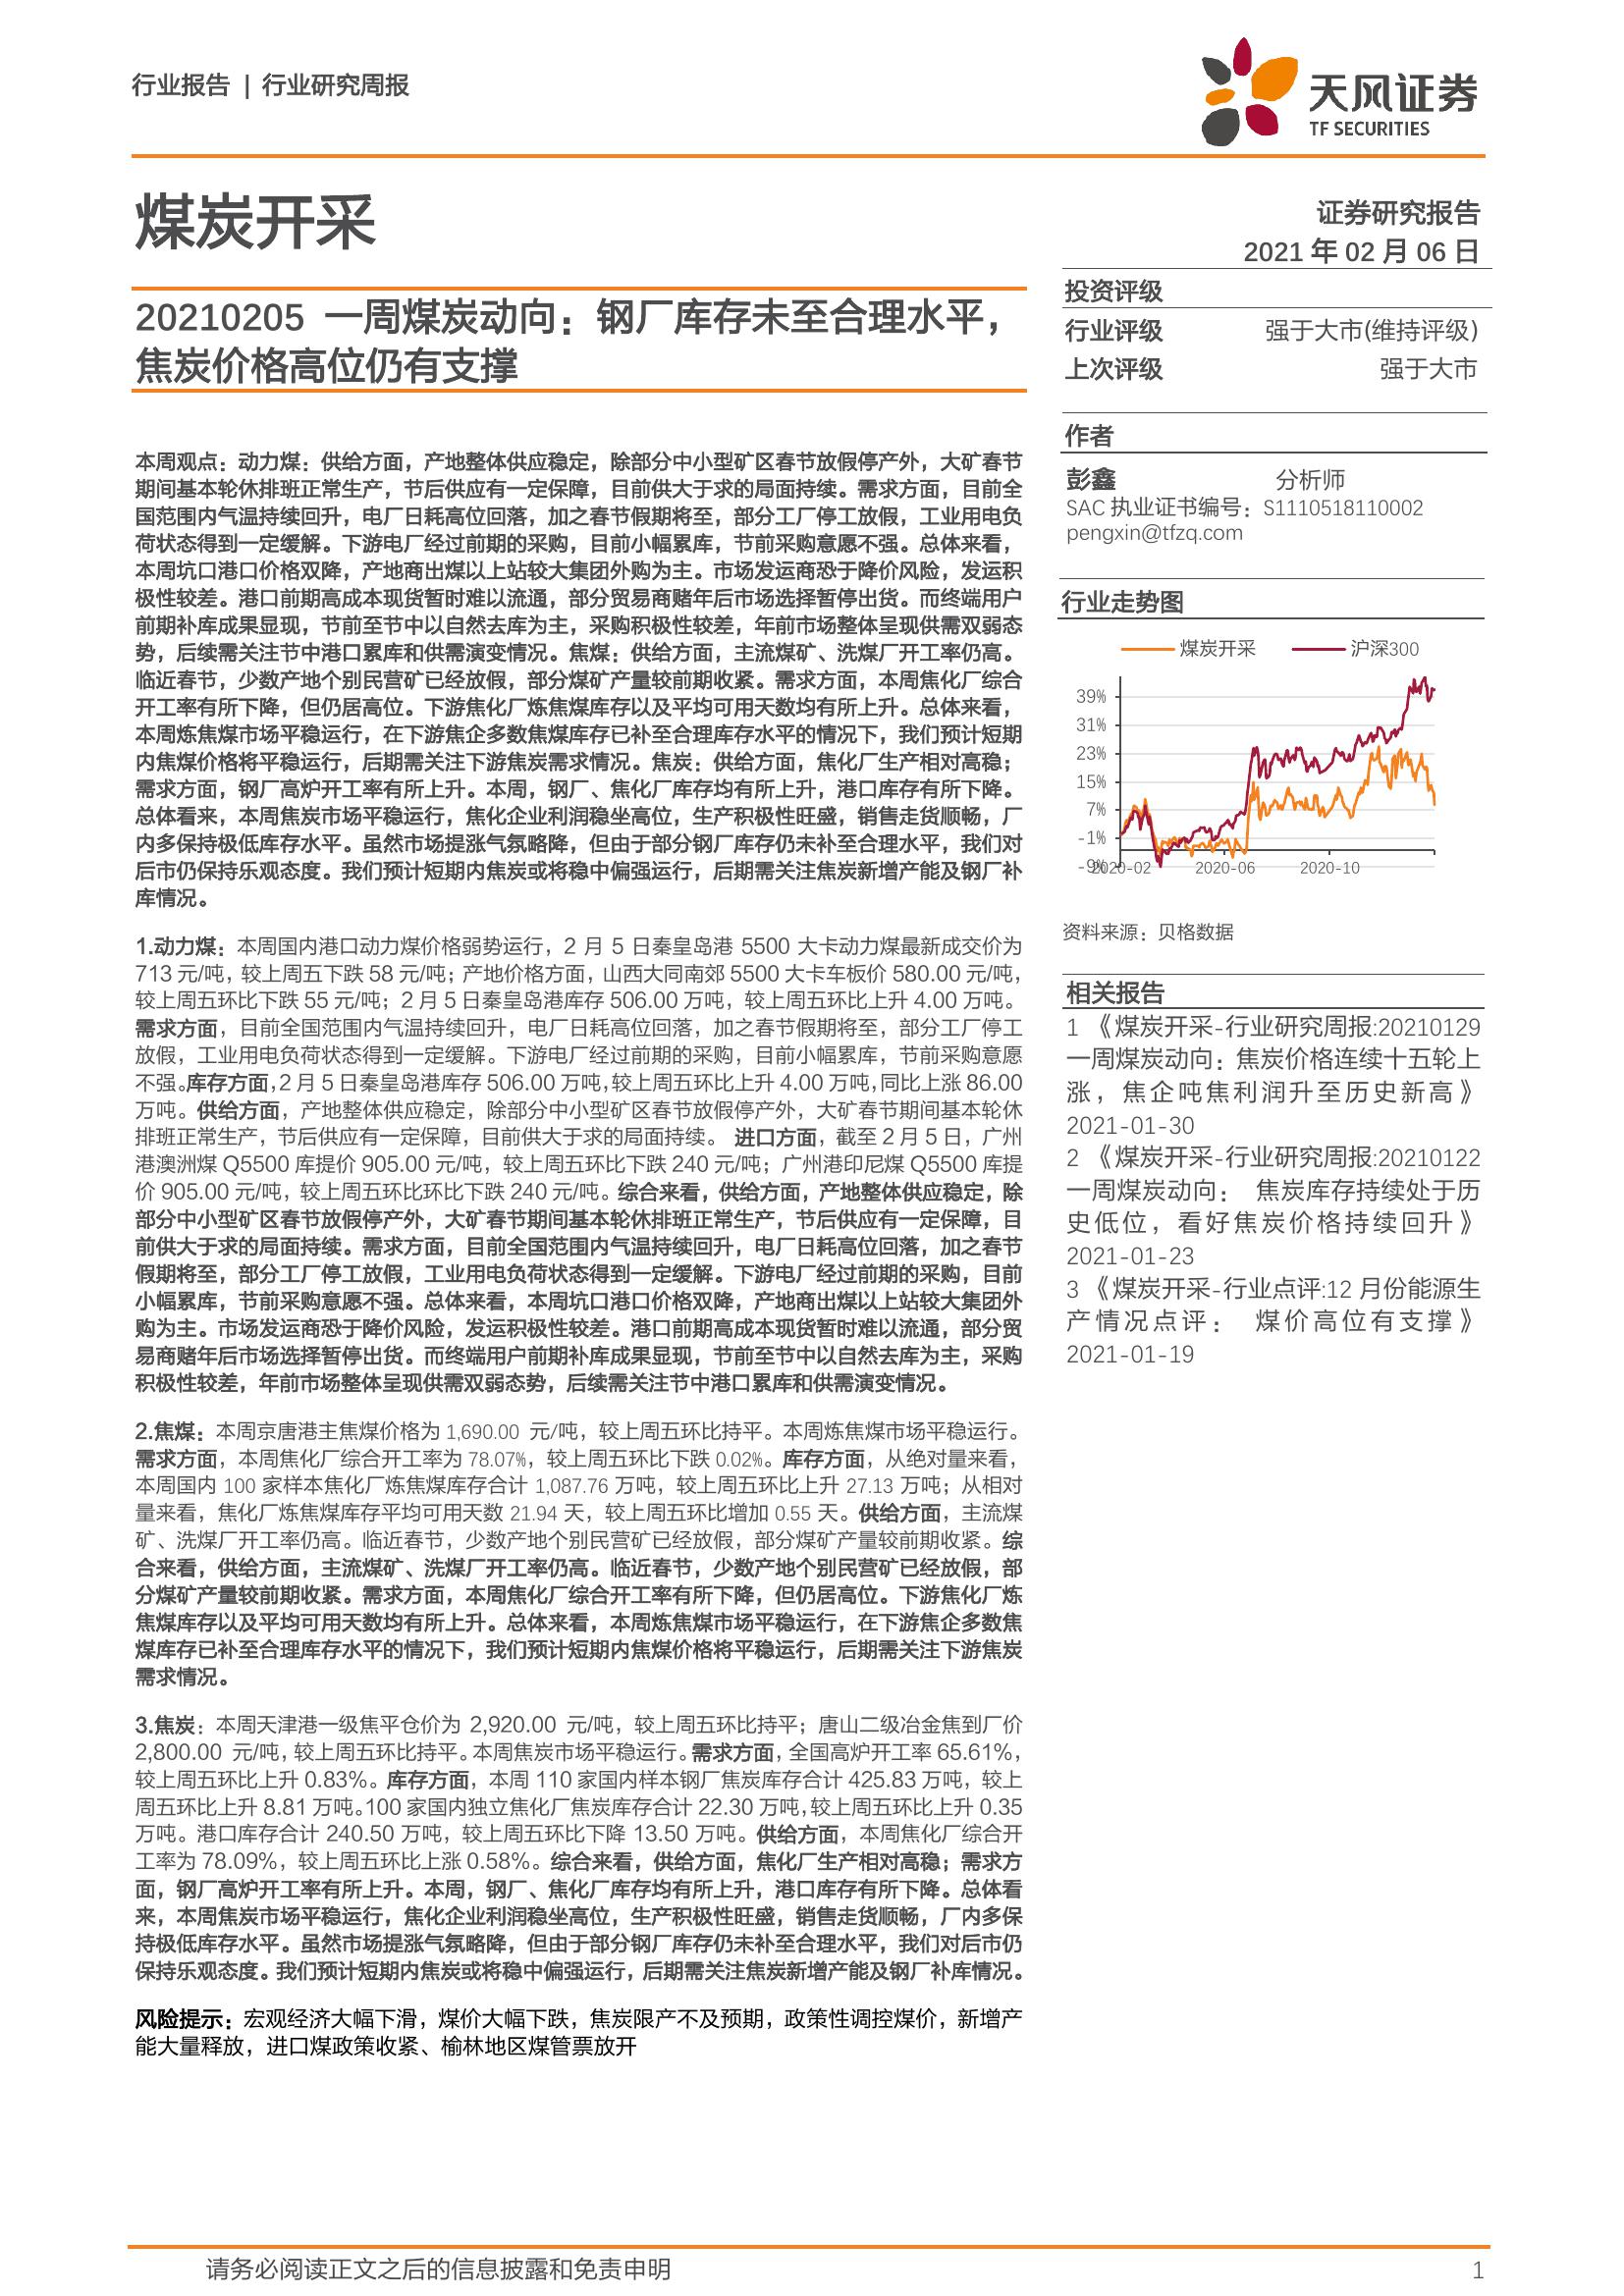 行业报告 | 行业研究周报
天风证券
TF SECURITIES
煤炭开采
证券研究报告
2021 年 02 月 06 日
20210205 一周煤炭动向：钢厂库存未至合理水平，
焦炭价格高位仍有支撑
本周观点：动力煤：供给方面，产地整体供应稳定，除部分中小型矿区春节放假停产外，大矿春节
期间基本轮休排班正常生产，节后供应有一定保障，目前供大于求的局面持续。需求方面，目前全
国范围内气温持续回升，电厂日耗高位回落，加之春节假期将至，部分工厂停工放假，工业用电负
荷状态得到一定缓解。下游电厂经过前期的采购，目前小幅累库，节前采购意愿不强。总体来看，
本周坑口港口价格双降，产地商出煤以上站较大集团外购为主。市场发运商恐于降价风险，发运积
极性较差。港口前期高成本现货暂时难以流通，部分贸易商赌年后市场选择暂停出货。而终端用户
前期补库成果显现，节前至节中以自然去库为主，采购积极性较差，年前市场整体呈现供需双弱态
势，后续需关注节中港口累库和供需演变情况。焦煤：供给方面，主流煤矿、洗煤厂开工率仍高。
临近春节，少数产地个别民营矿已经放假，部分煤矿产量较前期收紧。需求方面，本周焦化厂综合
开工率有所下降，但仍居高位。下游焦化厂炼焦煤库存以及平均可用天数均有所上升。总体来看，
本周炼焦煤市场平稳运行，在下游焦企多数焦煤库存已补至合理库存水平的情况下，我们预计短期
内焦煤价格将平稳运行，后期需关注下游焦炭需求情况。焦炭：供给方面，焦化厂生产相对高稳；
需求方面，钢厂高炉开工率有所上升。本周，钢厂、焦化厂库存均有所上升，港口库存有所下降。
总体看来，本周焦炭市场平稳运行，焦化企业利润稳坐高位，生产积极性旺盛，销售走货顺畅，厂
内多保持极低库存水平。虽然市场提涨气氛略降，但由于部分钢厂库存仍未补至合理水平，我们对
后市仍保持乐观态度。我们预计短期内焦炭或将稳中偏强运行，后期需关注焦炭新增产能及钢厂补
库情况。
1.动力煤：本周国内港口动力煤价格弱势运行，2 月 5 日秦皇岛港 5500 大卡动力煤最新成交价为
713 元/吨，较上周五下跌 58 元/吨；产地价格方面，山西大同南郊 5500 大卡车板价 580.00 元/吨，
较上周五环比下跌 55 元/吨；2 月 5 日秦皇岛港库存 506.00 万吨，较上周五环比上升 4.00 万吨。
需求方面，目前全国范围内气温持续回升，电厂日耗高位回落，加之春节假期将至，部分工厂停工
放假，工业用电负荷状态得到一定缓解。下游电厂经过前期的采购，目前小幅累库，节前采购意愿
不强。库存方面，2 月 5 日秦皇岛港库存 506.00 万吨，较上周五环比上升 4.00 万吨，同比上涨 86.00
万吨。供给方面，产地整体供应稳定，除部分中小型矿区春节放假停产外，大矿春节期间基本轮休
排班正常生产，节后供应有一定保障，目前供大于求的局面持续。 进口方面，截至 2 月 5 日，广州
港澳洲煤 Q5500 库提价 905.00 元/吨，较上周五环比下跌 240 元/吨；广州港印尼煤 Q5500 库提
价 905.00 元/吨，较上周五环比环比下跌 240 元/吨。综合来看，供给方面，产地整体供应稳定，除
部分中小型矿区春节放假停产外，大矿春节期间基本轮休排班正常生产，节后供应有一定保障，目
前供大于求的局面持续。需求方面，目前全国范围内气温持续回升，电厂日耗高位回落，加之春节
假期将至，部分工厂停工放假，工业用电负荷状态得到一定缓解。下游电厂经过前期的采购，目前
小幅累库，节前采购意愿不强。总体来看，本周坑口港口价格双降，产地商出煤以上站较大集团外
购为主。市场发运商恐于降价风险，发运积极性较差。港口前期高成本现货暂时难以流通，部分贸
易商赌年后市场选择暂停出货。而终端用户前期补库成果显现，节前至节中以自然去库为主，采购
积极性较差，年前市场整体呈现供需双弱态势，后续需关注节中港口累库和供需演变情况。
2.焦煤：本周京唐港主焦煤价格为 1,690.00 元/吨，较上周五环比持平。本周炼焦煤市场平稳运行。
需求方面，本周焦化厂综合开工率为 78.07%，较上周五环比下跌 0.02%。库存方面，从绝对量来看，
本周国内 100 家样本焦化厂炼焦煤库存合计 1,087.76 万吨，较上周五环比上升 27.13 万吨；从相对
量来看，焦化厂炼焦煤库存平均可用天数 21.94 天，较上周五环比增加 0.55 天。供给方面，主流煤
矿、洗煤厂开工率仍高。临近春节，少数产地个别民营矿已经放假，部分煤矿产量较前期收紧。综
合来看，供给方面，主流煤矿、洗煤厂开工率仍高。临近春节，少数产地个别民营矿已经放假，部
分煤矿产量较前期收紧。需求方面，本周焦化厂综合开工率有所下降，但仍居高位。下游焦化厂炼
焦煤库存以及平均可用天数均有所上升。总体来看，本周炼焦煤市场平稳运行，在下游焦企多数焦
煤库存已补至合理库存水平的情况下，我们预计短期内焦煤价格将平稳运行，后期需关注下游焦炭
需求情况。
3.焦炭：本周天津港一级焦平仓价为 2,920.00 元/吨，较上周五环比持平；唐山二级冶金焦到厂价
2,800.00 元/吨，较上周五环比持平。本周焦炭市场平稳运行。需求方面，全国高炉开工率 65.61%，
较上周五环比上升 0.83%。库存方面，本周 110 家国内样本钢厂焦炭库存合计 425.83 万吨，较上
周五环比上升 8.81 万吨。100 家国内独立焦化厂焦炭库存合计 22.30 万吨，较上周五环比上升 0.35
万吨。港口库存合计 240.50 万吨，较上周五环比下降 13.50 万吨。供给方面，本周焦化厂综合开
工率为 78.09%，较上周五环比上涨 0.58%。综合来看，供给方面，焦化厂生产相对高稳；需求方
面，钢厂高炉开工率有所上升。本周，钢厂、焦化厂库存均有所上升，港口库存有所下降。总体看
来，本周焦炭市场平稳运行，焦化企业利润稳坐高位，生产积极性旺盛，销售走货顺畅，厂内多保
持极低库存水平。虽然市场提涨气氛略降，但由于部分钢厂库存仍未补至合理水平，我们对后市仍
保持乐观态度。我们预计短期内焦炭或将稳中偏强运行，后期需关注焦炭新增产能及钢厂补库情况。
风险提示：宏观经济大幅下滑，煤价大幅下跌，焦炭限产不及预期，政策性调控煤价，新增产
能大量释放，进口煤政策收紧、榆林地区煤管票放开
投资评级
行业评级 强于大市(维持评级)
上次评级 强于大市
作者
彭鑫 分析师
SAC 执业证书编号：S1110518110002
pengxin@tfzq.com
行业走势图
煤炭开采 沪深300
39%
31%
23%
15%
7%
-1%
-9%
2020-02 2020-06 2020-10
资料来源：贝格数据
相关报告
1 《煤炭开采-行业研究周报:20210129
一周煤炭动向：焦炭价格连续十五轮上
涨，焦企吨焦利润升至历史新高》
2021-01-30
2 《煤炭开采-行业研究周报:20210122
一周煤炭动向： 焦炭库存持续处于历
史低位，看好焦炭价格持续回升》
2021-01-23
3 《煤炭开采-行业点评:12 月份能源生
产情况点评： 煤价高位有支撑》
2021-01-19
请务必阅读正文之后的信息披露和免责申明
1